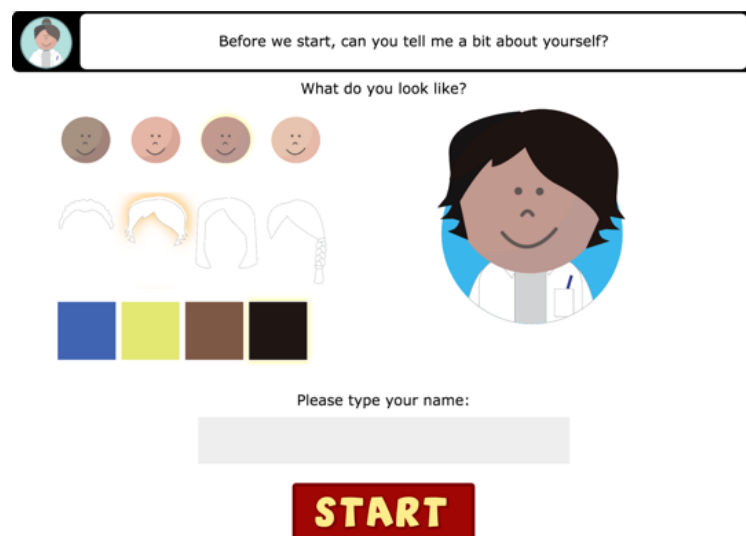 Before we start, can you tell me a bit about yourself?
What do you look like?
Please type your name:
START